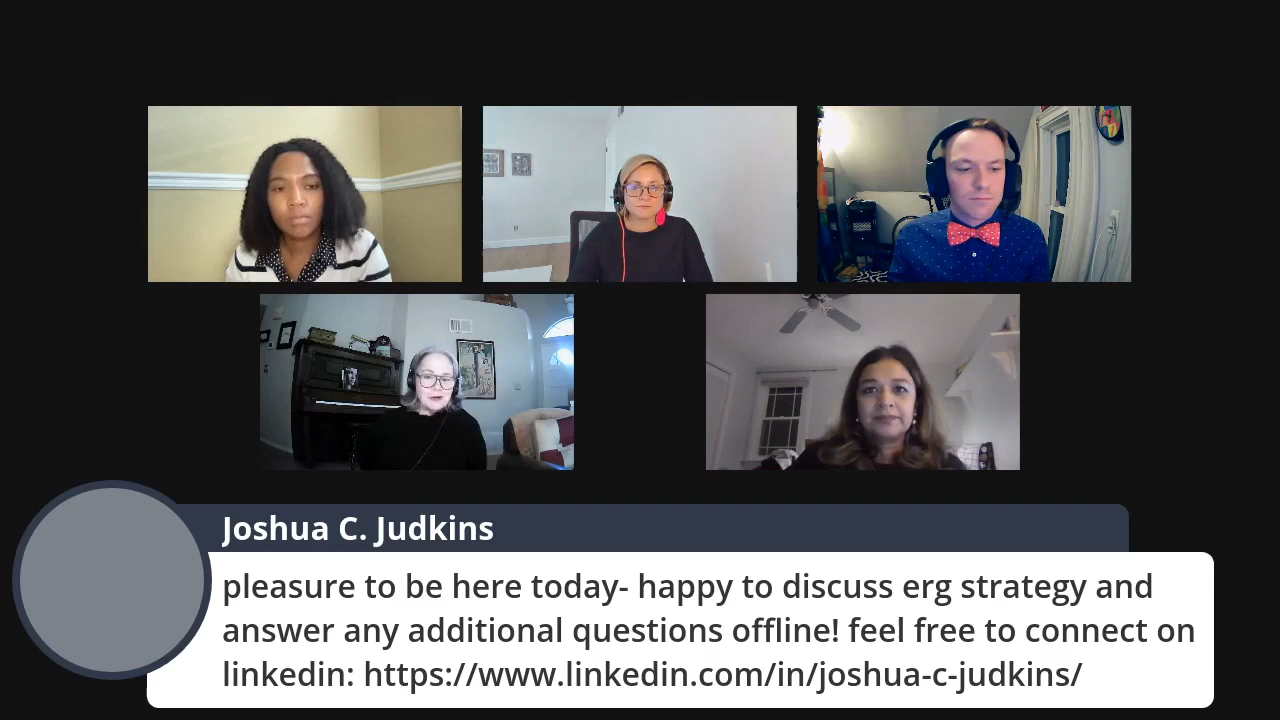 Joshua C. Judkins
pleasure to be here today- happy to discuss erg strategy and
answer any additional questions offline! feel free to connect on
linkedin: https://www.linkedin.com/in/joshua-c-judkins/